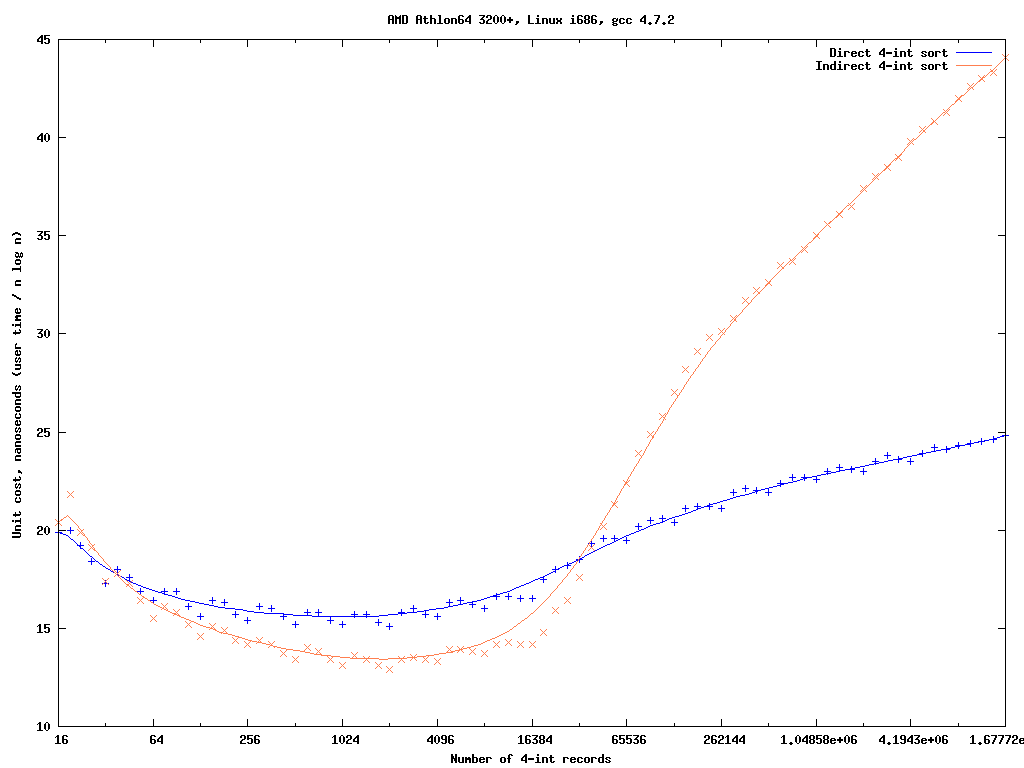 AMD Athlon64 3200+, Linux i686, gcc 4.7.2
45
40
35
30
25
20
15
10
Unit cost, nanoseconds (user time / n log n)
Direct 4-int sort
Indirect 4-int sort
16 64 256 1024 4096 16384 65536 262144 1.04858e+06 4.1943e+06 1.67772e
Number of 4-int records